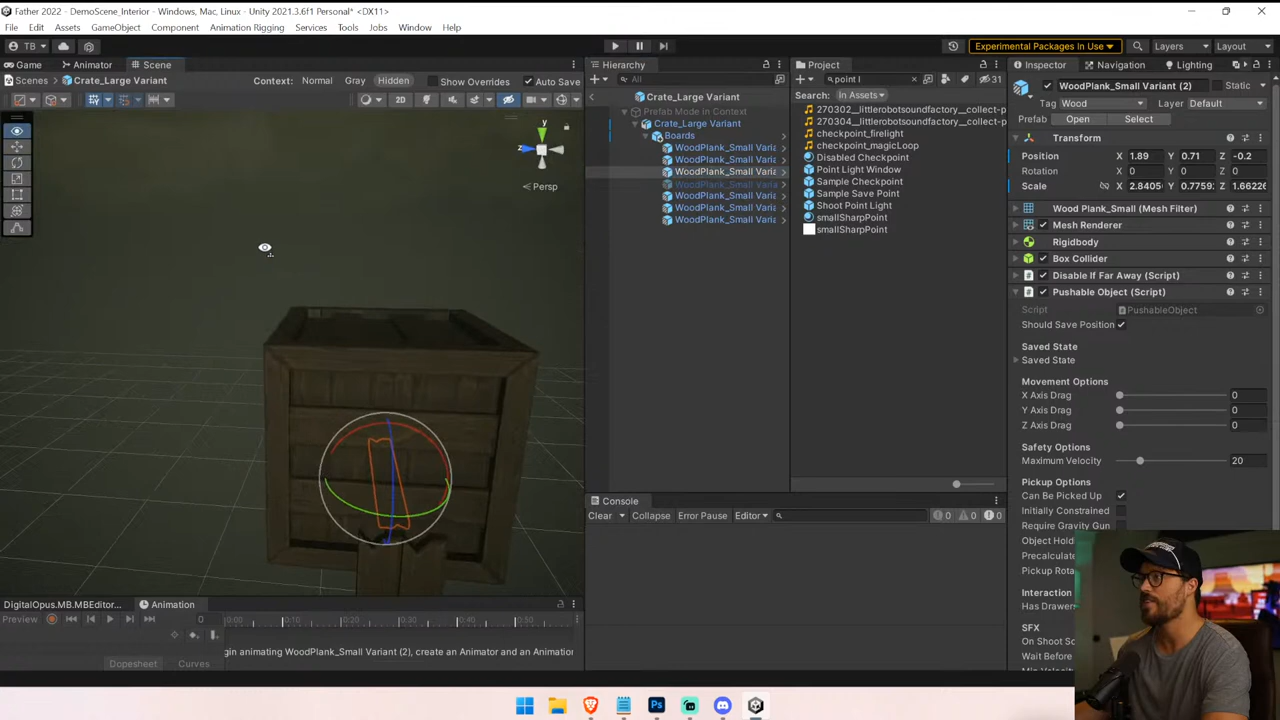 Father 2022 - DemoScene_Interior - Windows, Mac, Linux - Unity 2021.3.6f1 Personal* <DX11>
File Edit Assets GameObject Component Animation Rigging Services Tools Jobs Window Help
TB Experimental Packages In Use Layers Layout
Game Animator Scene
Scenes Crate_Large Variant Context: Normal Gray Hidden Show Overrides Auto Save
2D
y
z
Persp
Hierarchy
All
Crate_Large Variant
Prefab Mode in Context
Crate_Large Variant
Boards
WoodPlank_Small Varia
WoodPlank_Small Varia
WoodPlank_Small Varia
WoodPlank_Small Varia
WoodPlank_Small Varia
WoodPlank_Small Varia
WoodPlank_Small Varia
Project
point l
31
Search: In Assets
270302__littlerobotsoundfactory__collect-p
270304__littlerobotsoundfactory__collect-p
checkpoint_firelight
checkpoint_magicLoop
Disabled Checkpoint
Point Light Window
Sample Checkpoint
Sample Save Point
Shoot Point Light
smallSharpPoint
smallSharpPoint
Console
Clear Collapse Error Pause Editor 0 0 0
Inspector Navigation Lighting
WoodPlank_Small Variant (2) Static
Tag Wood Layer Default
Prefab Open Select
Transform
Position X 1.89 Y 0.71 Z -0.2
Rotation X 0 Y 0 Z 0
Scale X 2.8405 Y 0.7759 Z 1.6622
Wood Plank_Small (Mesh Filter)
Mesh Renderer
Rigidbody
Box Collider
Disable If Far Away (Script)
Pushable Object (Script)
Script PushableObject
Should Save Position
Saved State
Saved State
Movement Options
X Axis Drag 0
Y Axis Drag 0
Z Axis Drag 0
Safety Options
Maximum Velocity 20
Pickup Options
Can Be Picked Up
Initially Constrained
Require Gravity Gun
Object Hold
Precalculate
Pickup Rota
Interaction
Has Drawers
SFX
On Shoot So
Wait Before
DigitalOpus.MB.MBEditor... Animation
Preview 0 0:00 0:10 0:20 0:30 0:40 0:50
gin animating WoodPlank_Small Variant (2), create an Animator and an Animation
Dopesheet Curves